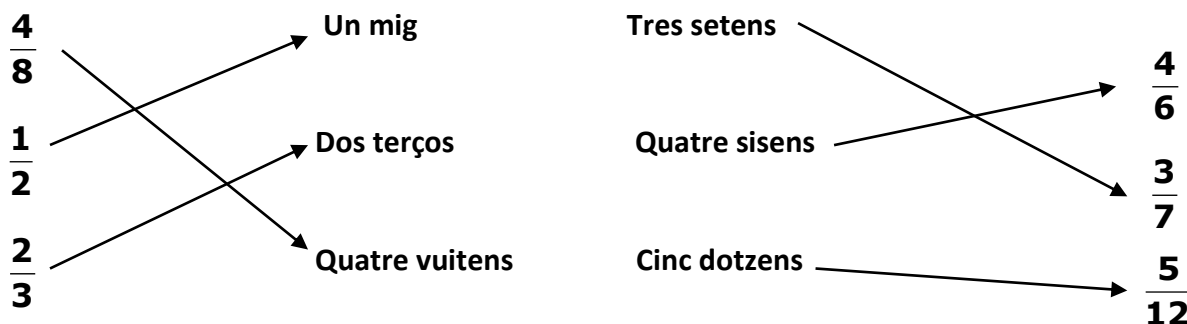 4/8
Un mig
1/2
Dos terços
2/3
Quatre vuitens
Tres setens
4/6
Quatre sisens
3/7
Cinc dotzens
5/12